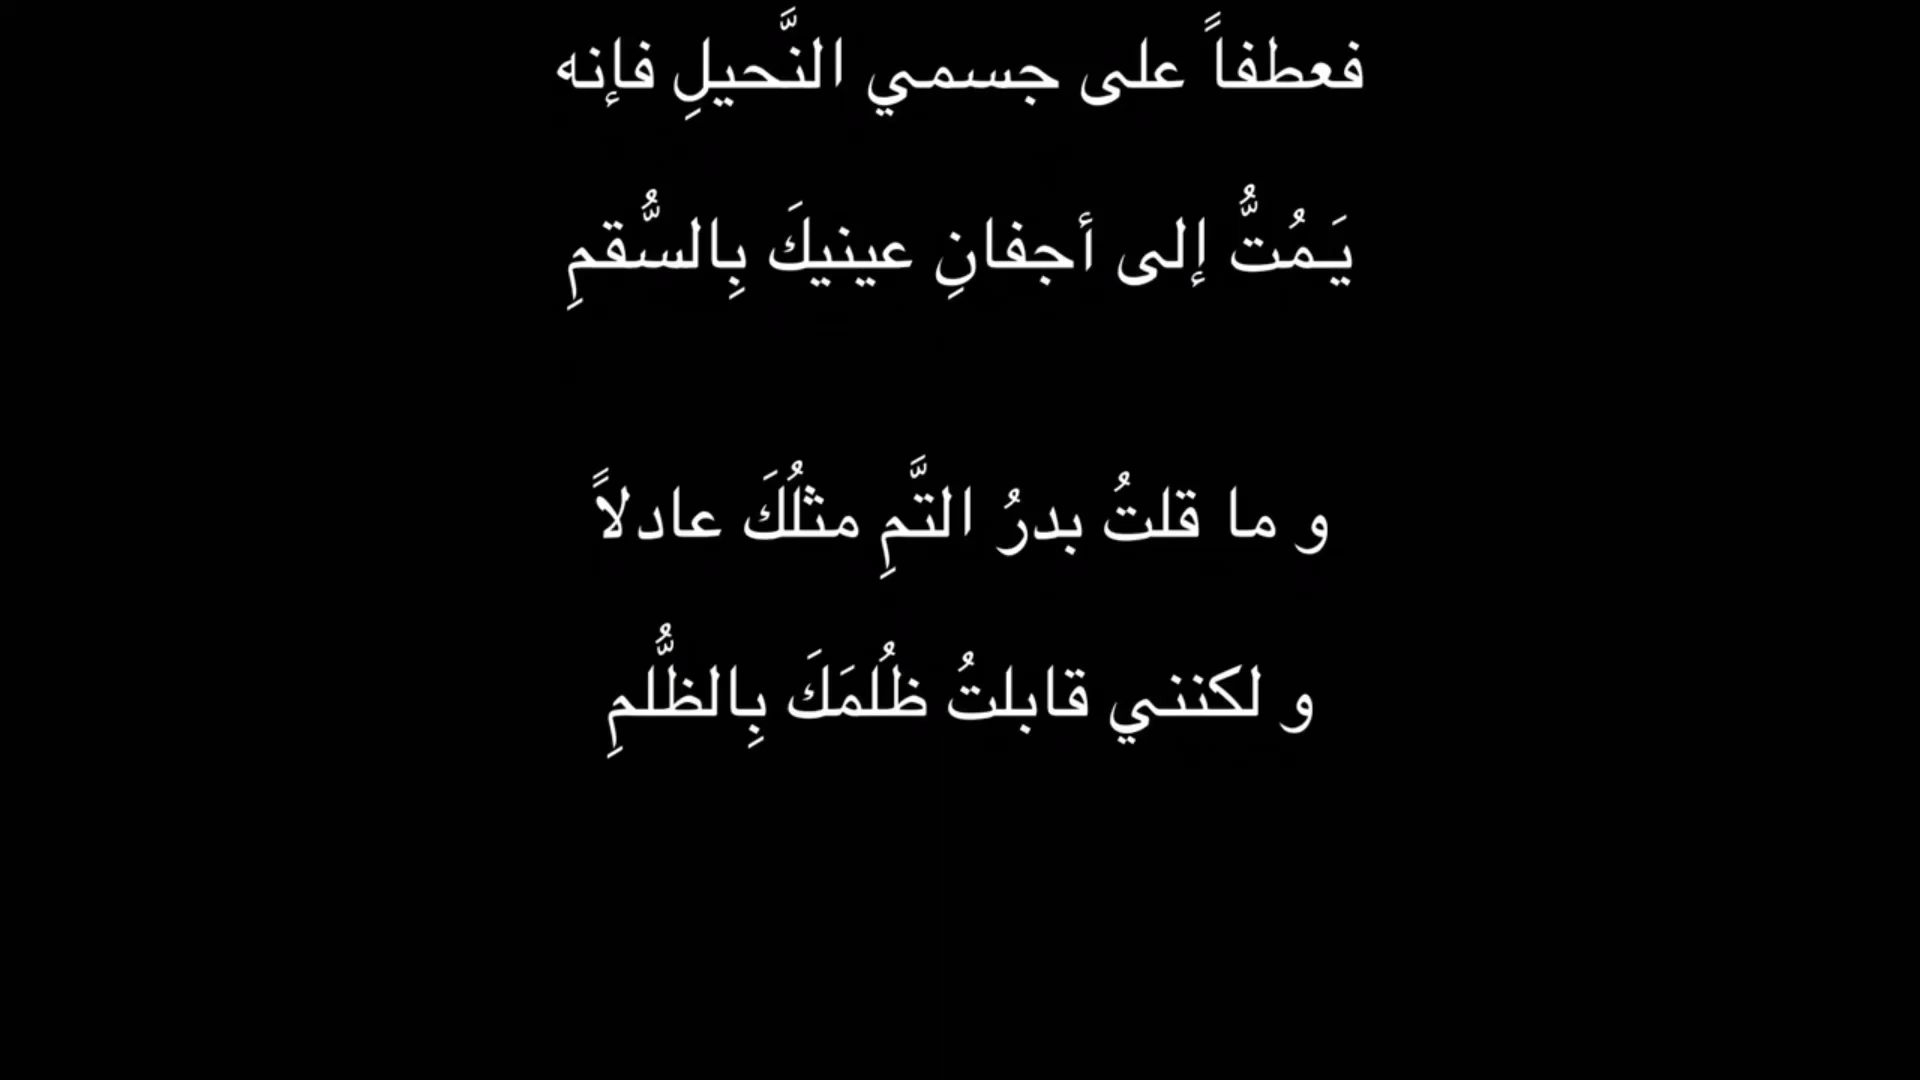 فعطفاً على جسمي النَّحيلِ فإنه
يَـمُتُّ إلى أجفانِ عينيكَ بِالسُّقمِ
و ما قلتُ بدرُ التَّمِ مثلُكَ عادلاً
و لكنني قابلتُ ظُلمَكَ بِالظُّلمِ